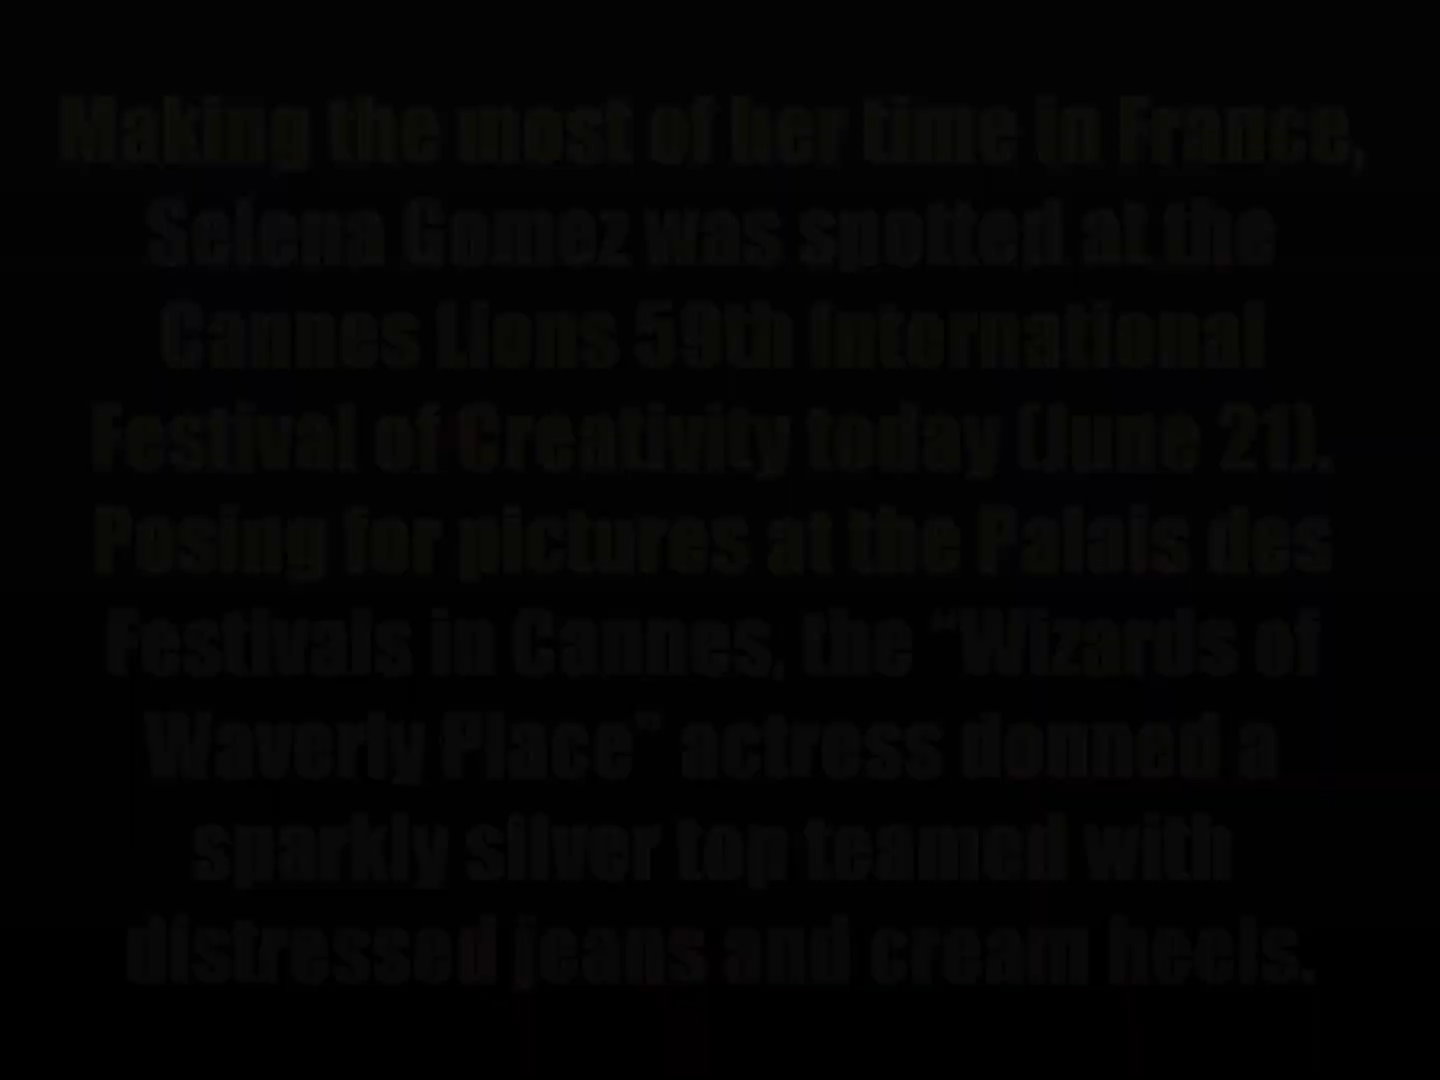 Making the most of her time in France,
Selena Gomez was spotted at the
Cannes Lions 59th International
Festival of Creativity today (June 21).
Posing for pictures at the Palais des
Festivals in Cannes, the “Wizards of
Waverly Place” actress donned a
sparkly silver top teamed with
distressed jeans and cream heels.